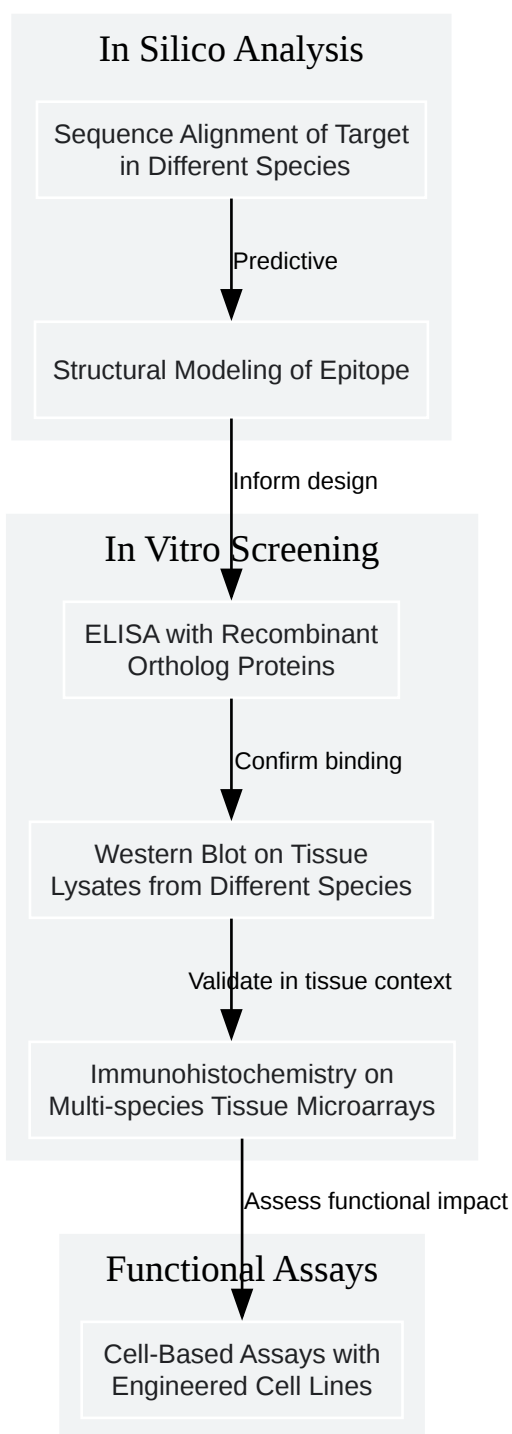 In Silico Analysis
Sequence Alignment of Target
in Different Species
Predictive
Structural Modeling of Epitope
Inform design
In Vitro Screening
ELISA with Recombinant
Ortholog Proteins
Confirm binding
Western Blot on Tissue
Lysates from Different Species
Validate in tissue context
Immunohistochemistry on
Multi-species Tissue Microarrays
Assess functional impact
Functional Assays
Cell-Based Assays with
Engineered Cell Lines